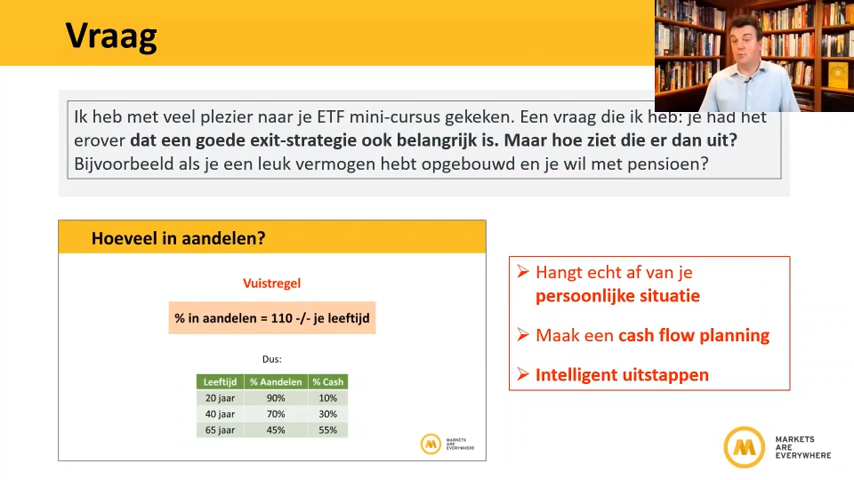 Vraag
Ik heb met veel plezier naar je ETF mini-cursus gekeken. Een vraag die ik heb: je had het
erover dat een goede exit-strategie ook belangrijk is. Maar hoe ziet die er dan uit?
Bijvoorbeeld als je een leuk vermogen hebt opgebouwd en je wil met pensioen?
Hoeveel in aandelen?
Vuistregel
% in aandelen = 110 -/- je leeftijd
Dus:
Leeftijd % Aandelen % Cash
20 jaar 90% 10%
40 jaar 70% 30%
65 jaar 45% 55%
MARKETS
ARE
EVERYWHERE
➢ Hangt echt af van je
persoonlijke situatie
➢ Maak een cash flow planning
➢ Intelligent uitstappen
MARKETS
ARE
EVERYWHERE